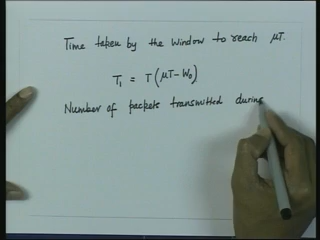 Time taken by the window to reach μT.
T₁ = T(μT - W₀)
Number of packets transmitted during